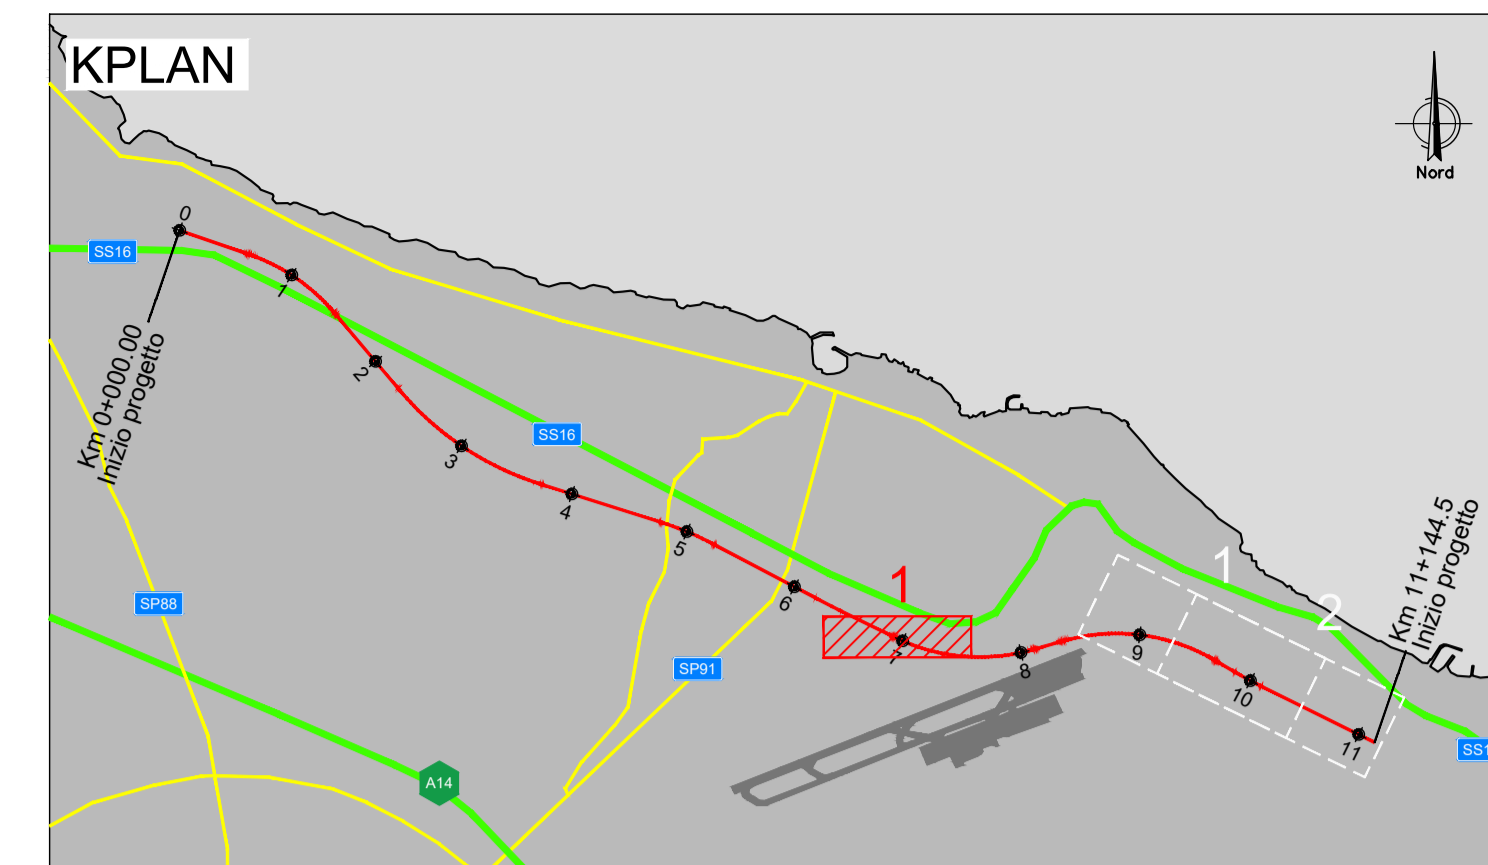 KPLAN
Nord
0
SS16
1
Km 0+000.00
Inizio progetto
2
SS16
3
4
5
Km 11+144.5
Inizio progetto
1
1
6
SP88
2
7
8
9
SP91
10
11
SS1
A14